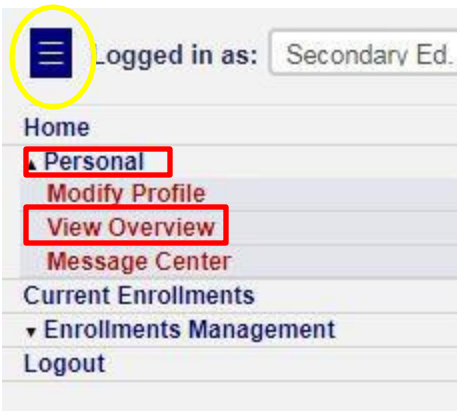 Logged in as: Secondary Ed.
Home
Personal
Modify Profile
View Overview
Message Center
Current Enrollments
Enrollments Management
Logout